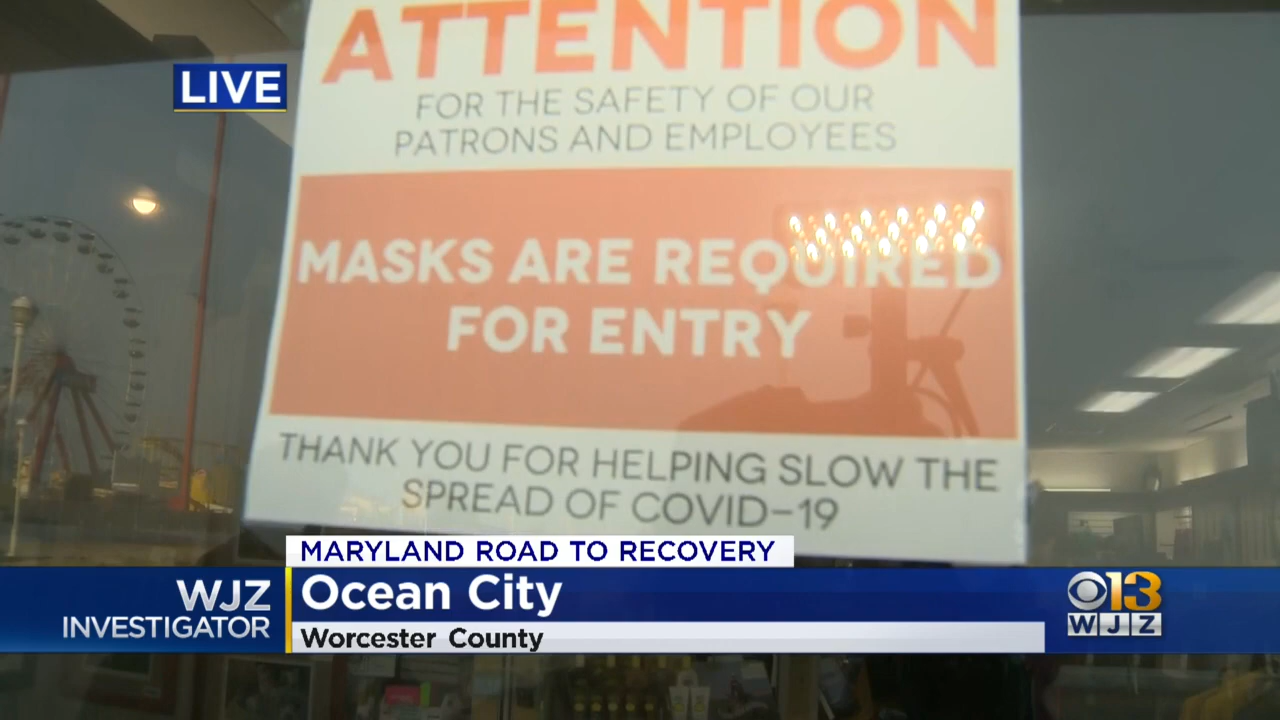 ATTENTION
FOR THE SAFETY OF OUR
PATRONS AND EMPLOYEES
MASKS ARE REQUIRED
FOR ENTRY
THANK YOU FOR HELPING SLOW THE
SPREAD OF COVID-19
LIVE
MARYLAND ROAD TO RECOVERY
WJZ
INVESTIGATOR
Ocean City
Worcester County
13
WJZ